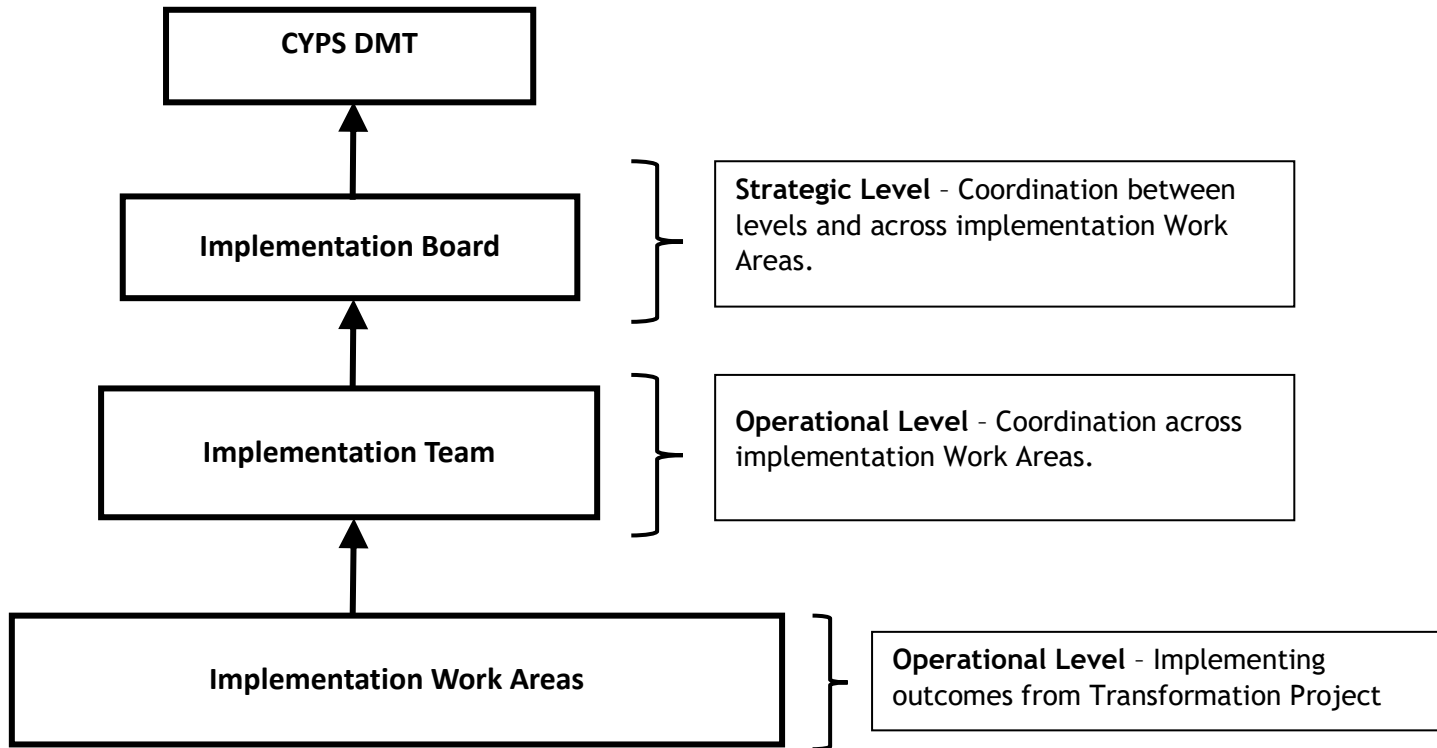 CYPS DMT
Implementation Board
Strategic Level – Coordination between
levels and across implementation Work
Areas.
Implementation Team
Operational Level – Coordination across
implementation Work Areas.
Implementation Work Areas
Operational Level – Implementing
outcomes from Transformation Project